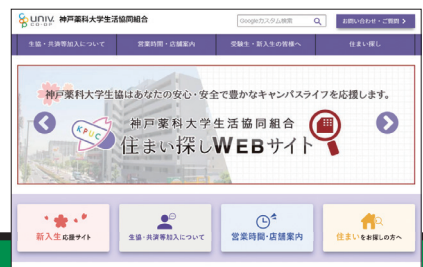 UNIV. CO-OP 神戸薬科大学生活協同組合
Googleカスタム検索
お問い合わせ・ご質問
生協・共済等加入について
営業時間・店舗案内
受験生・新入生の皆様へ
住まい探し
神戸薬科大学生協はあなたの安心・安全で豊かなキャンパスライフを応援します。
KPUC
神戸薬科大学生活協同組合
住まい探しWEBサイト
新入生応援サイト
生協・共済等加入について
営業時間・店舗案内
住まいをお探しの方へ